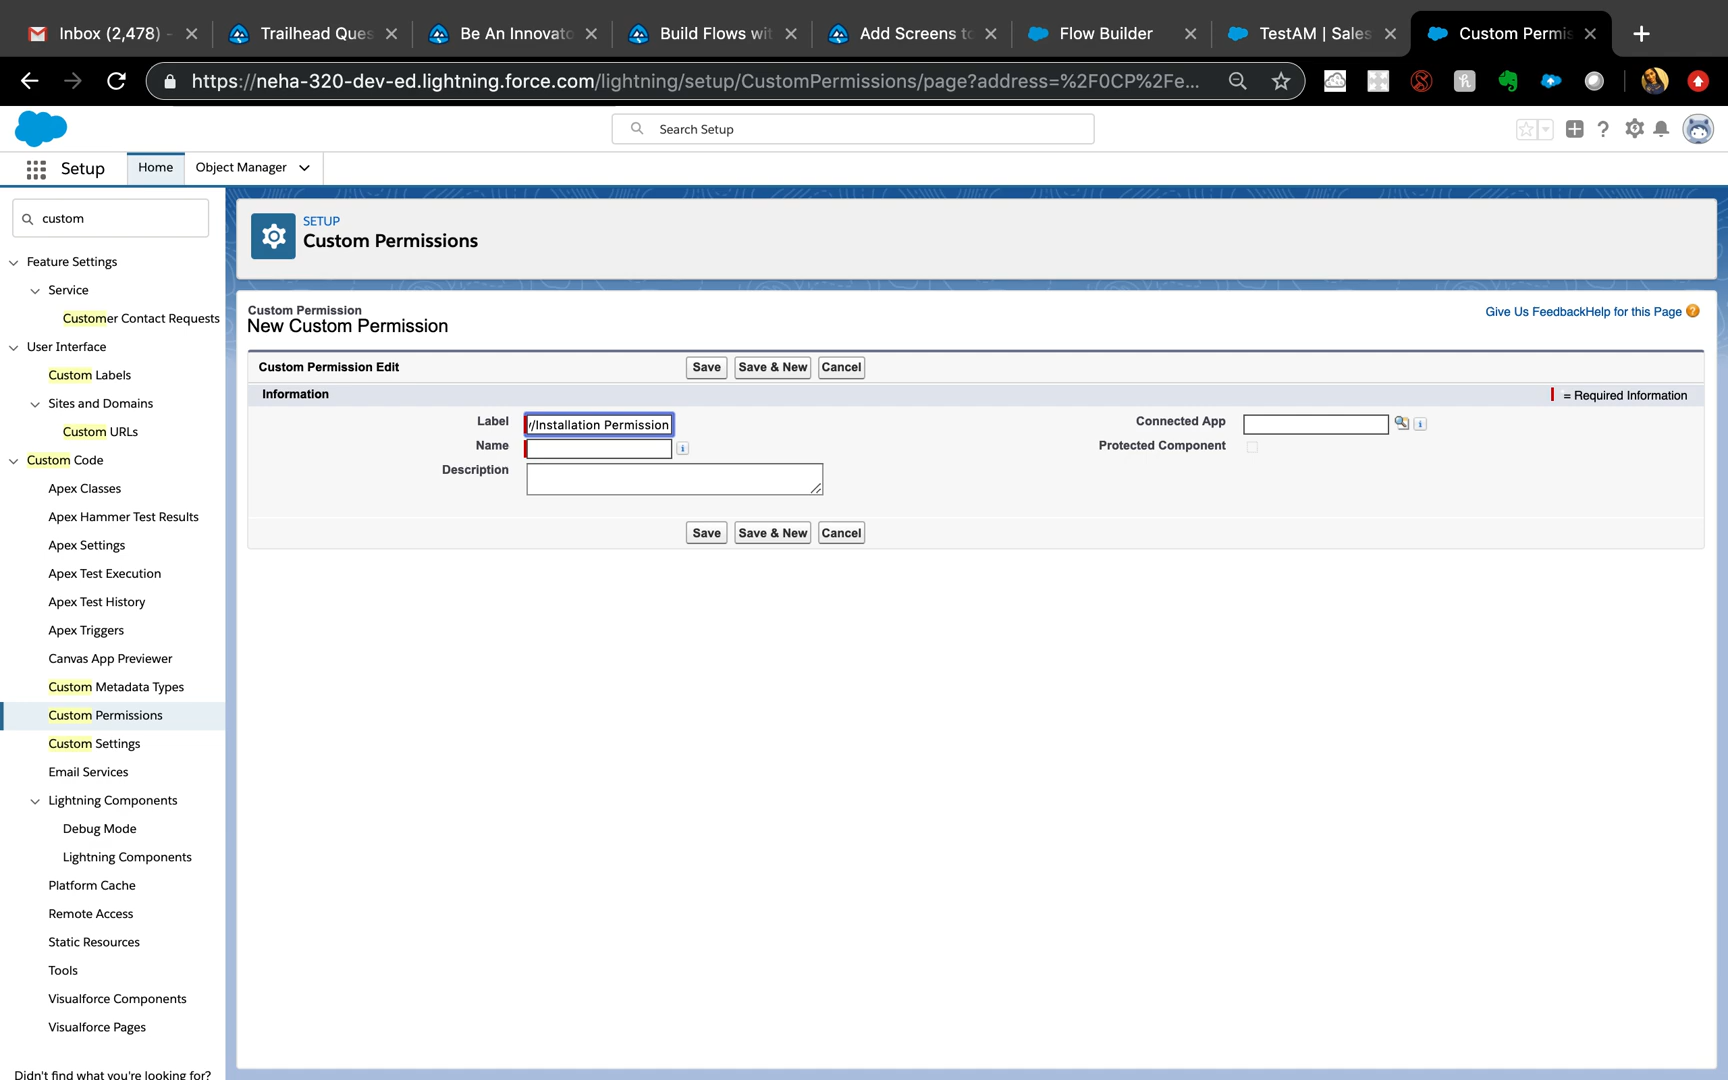 Inbox (2,478) -
Trailhead Ques
Be An Innovato
Build Flows wit
Add Screens to
Flow Builder
TestAM | Sales
Custom Permis
https://neha-320-dev-ed.lightning.force.com/lightning/setup/CustomPermissions/page?address=%2F0CP%2Fe...
Search Setup
Setup
Home
Object Manager
custom
Feature Settings
Service
Customer Contact Requests
User Interface
Custom Labels
Sites and Domains
Custom URLs
Custom Code
Apex Classes
Apex Hammer Test Results
Apex Settings
Apex Test Execution
Apex Test History
Apex Triggers
Canvas App Previewer
Custom Metadata Types
Custom Permissions
Custom Settings
Email Services
Lightning Components
Debug Mode
Lightning Components
Platform Cache
Remote Access
Static Resources
Tools
Visualforce Components
Visualforce Pages
Didn't find what you're looking for?
SETUP
Custom Permissions
Custom Permission
New Custom Permission
Give Us Feedback Help for this Page
Custom Permission Edit
Save Save & New Cancel
Information
= Required Information
Label /Installation Permission
Connected App
Name
Protected Component
Description
Save Save & New Cancel